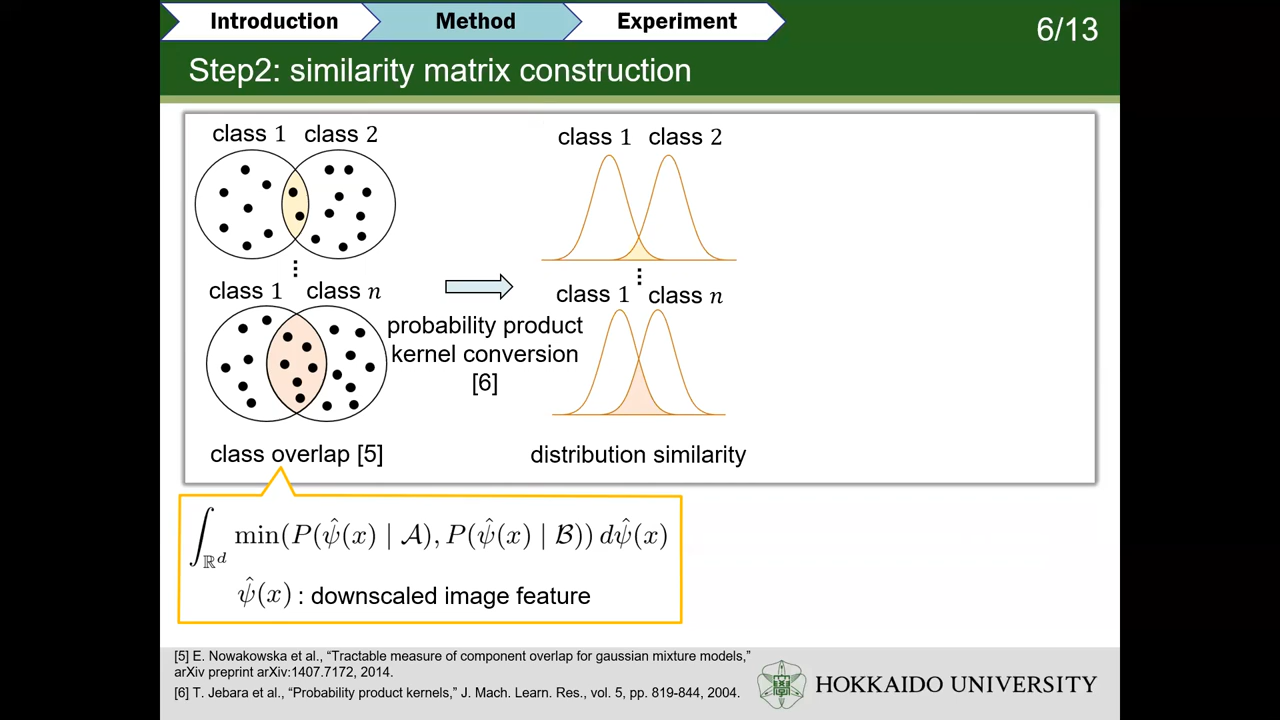 Introduction
Method
Experiment
6/13
Step2: similarity matrix construction
class 1 class 2
class 1 class n
class overlap [5]
probability product
kernel conversion
[6]
class 1 class 2
class 1 class n
distribution similarity
∫_{ℝ^d} min(P(ψ̂(x) | 𝒜), P(ψ̂(x) | ℬ)) dψ̂(x)
ψ̂(x) : downscaled image feature
[5] E. Nowakowska et al., “Tractable measure of component overlap for gaussian mixture models,”
arXiv preprint arXiv:1407.7172, 2014.
[6] T. Jebara et al., “Probability product kernels,” J. Mach. Learn. Res., vol. 5, pp. 819-844, 2004.
HOKKAIDO UNIVERSITY